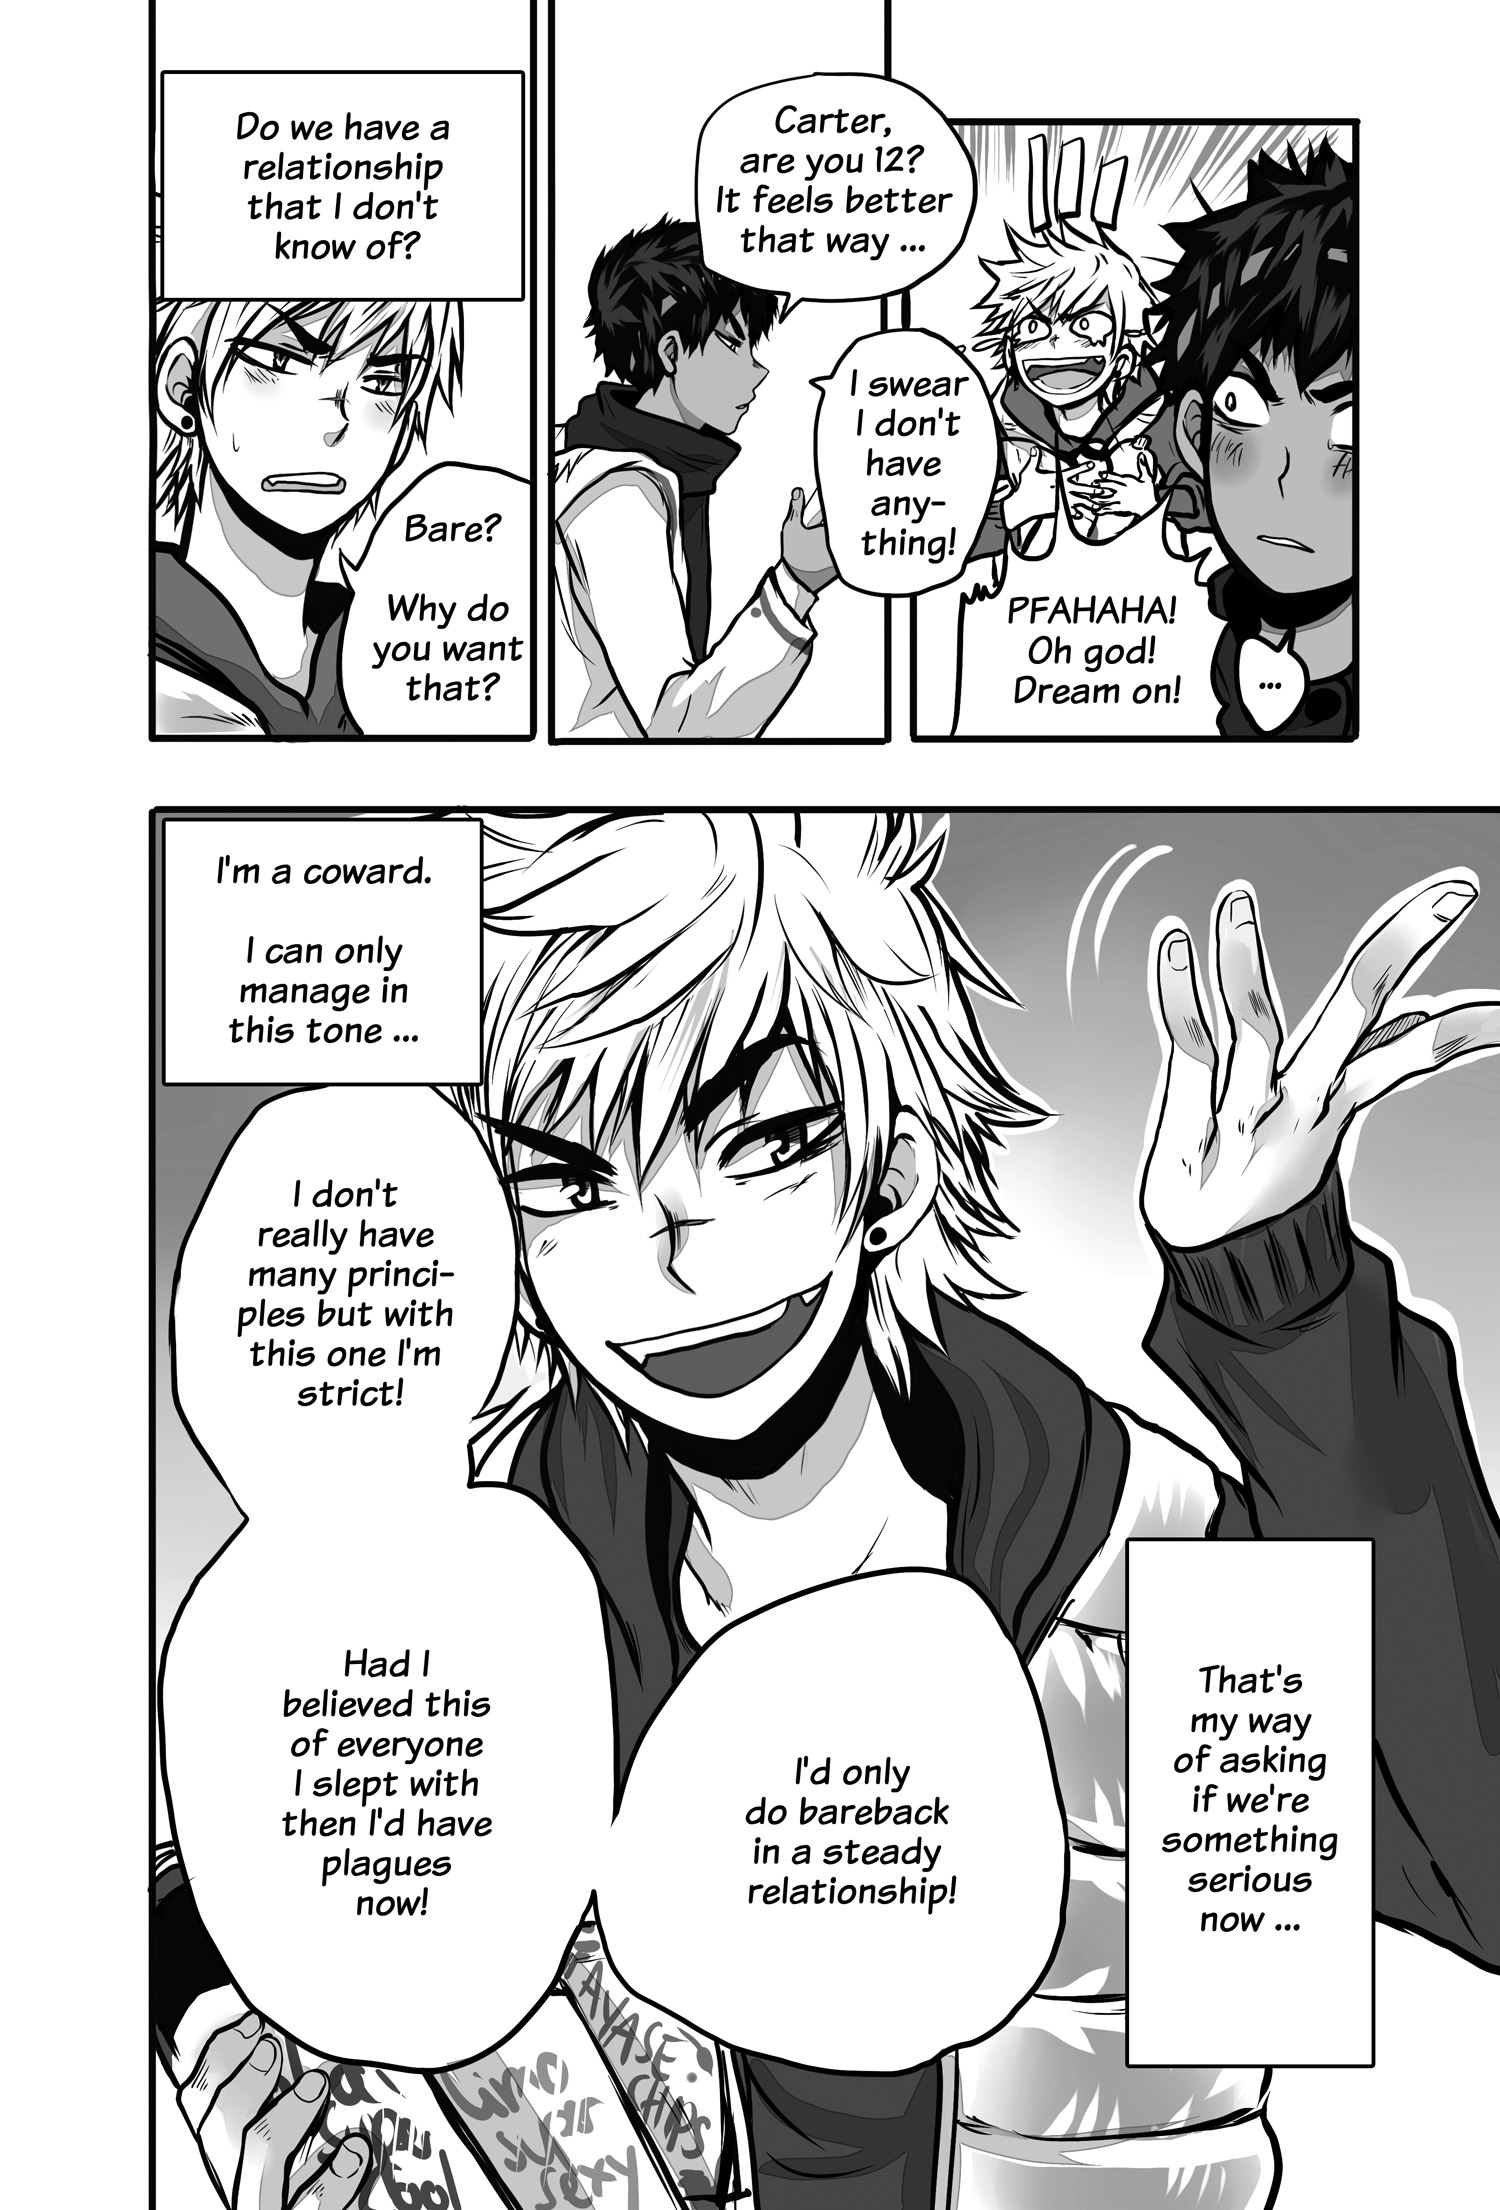 Do we have a
relationship
that I don't
know of?
Bare?
Why do
you want
that?
Carter,
are you 12?
It feels better
that way ...
I swear
I don't
have
any-
thing!
PFAHAHA!
Oh god!
Dream on!
...
I'm a coward.
I can only
manage in
this tone ...
I don't
really have
many princi-
ples but with
this one I'm
strict!
Had I
believed this
of everyone
I slept with
then I'd have
plagues
now!
I'd only
do bareback
in a steady
relationship!
That's
my way
of asking
if we're
something
serious
now ...
CHIPS
sexy